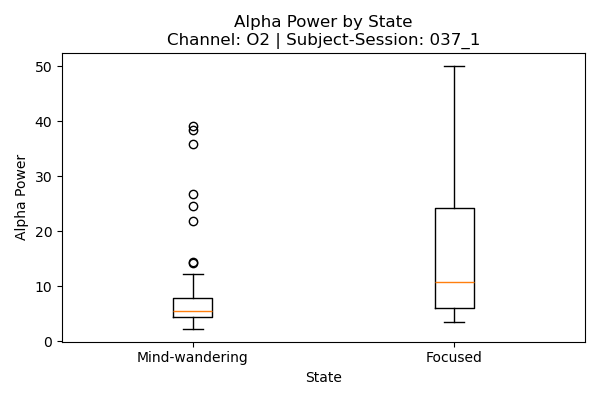 Alpha Power by State
Channel: O2 | Subject-Session: 037_1
Alpha Power
50
40
30
20
10
0
Mind-wandering
Focused
State